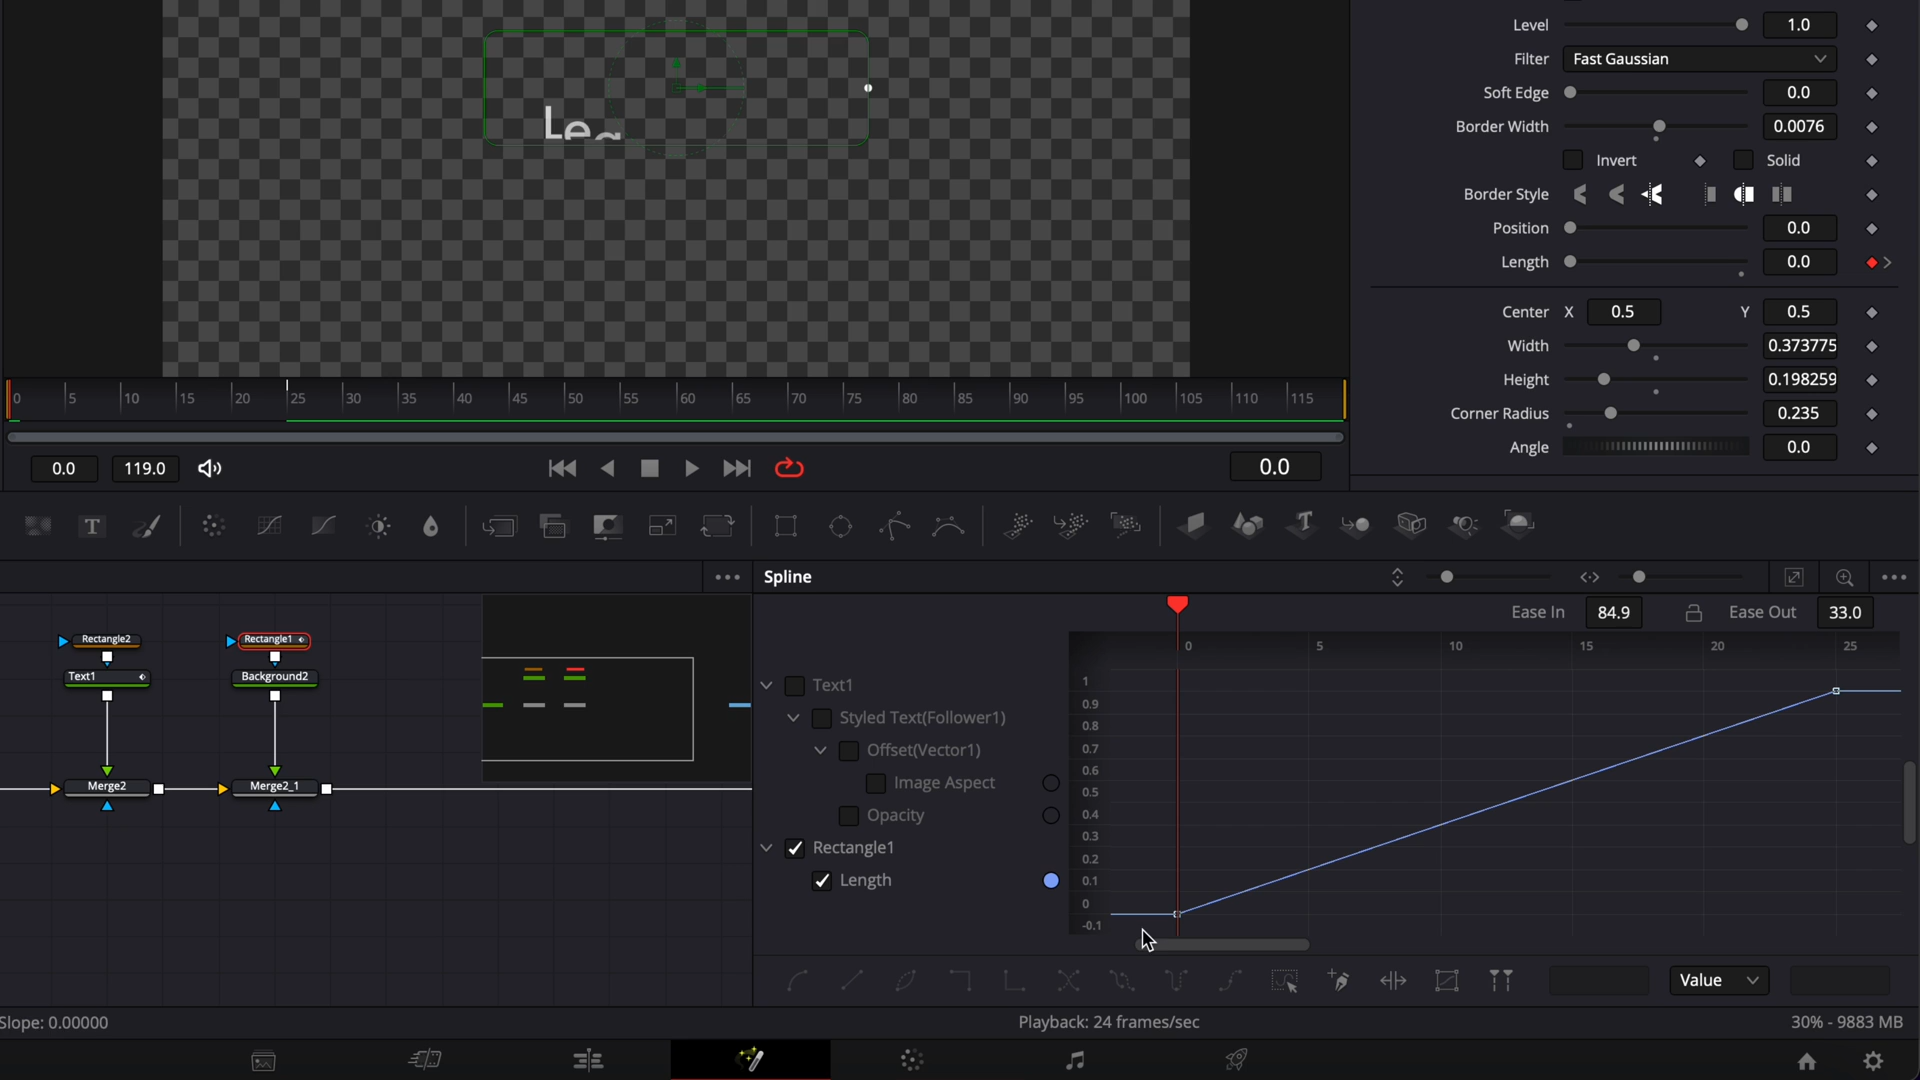 Level 1.0
Filter Fast Gaussian
Soft Edge 0.0
Border Width 0.0076
Invert Solid
Border Style
Position 0.0
Length 0.0
Center X 0.5 Y 0.5
Width 0.373775
Height 0.198259
Corner Radius 0.235
Angle 0.0
0 5 10 15 20 25 30 35 40 45 50 55 60 65 70 75 80 85 90 95 100 105 110 115
0.0 119.0 0.0
Spline
Ease In 84.9 Ease Out 33.0
Rectangle2 Rectangle1
Text1 Background2
Merge2 Merge2_1
0 5 10 15 20 25
Text1
Styled Text(Follower1)
Offset(Vector1)
Image Aspect
Opacity
Rectangle1
Length
1
0.9
0.8
0.7
0.6
0.5
0.4
0.3
0.2
0.1
0
-0.1
Value
Slope: 0.00000
Playback: 24 frames/sec
30% - 9883 MB